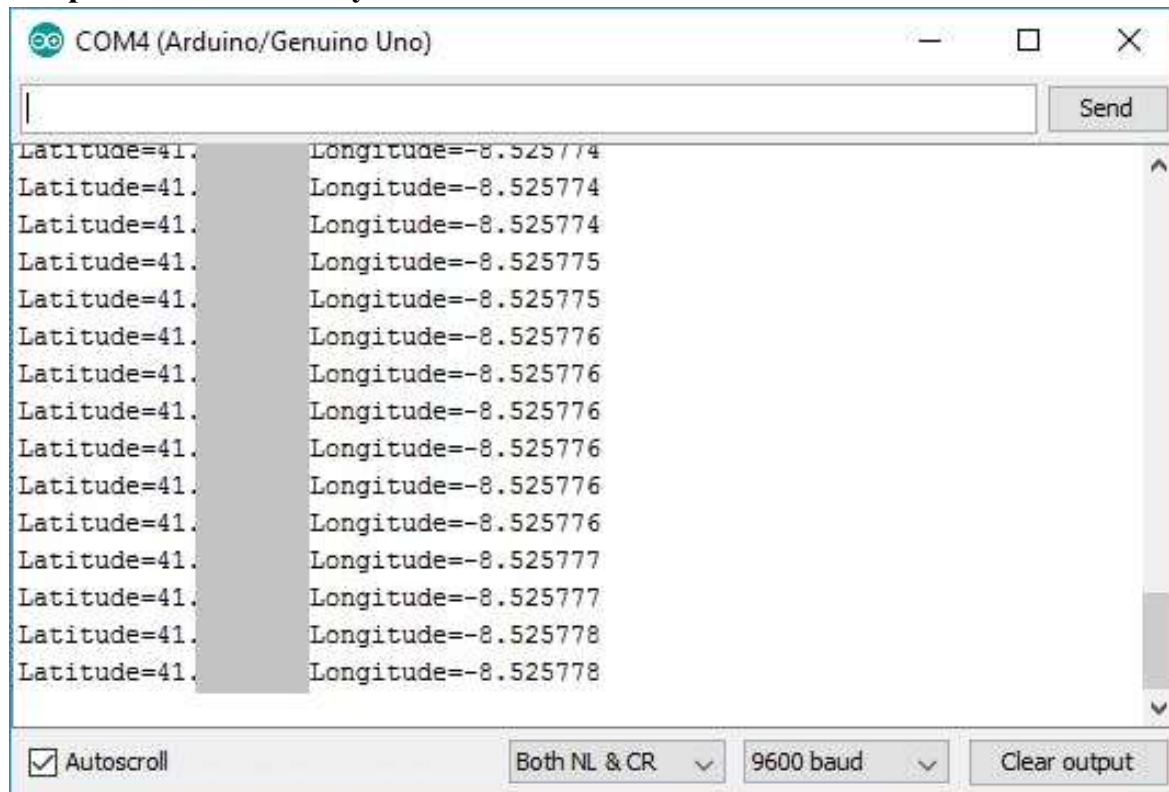 COM4 (Arduino/Genuino Uno)
Send
Latitude=41. Longitude=-8.525774
Latitude=41. Longitude=-8.525774
Latitude=41. Longitude=-8.525774
Latitude=41. Longitude=-8.525775
Latitude=41. Longitude=-8.525775
Latitude=41. Longitude=-8.525776
Latitude=41. Longitude=-8.525776
Latitude=41. Longitude=-8.525776
Latitude=41. Longitude=-8.525776
Latitude=41. Longitude=-8.525776
Latitude=41. Longitude=-8.525776
Latitude=41. Longitude=-8.525777
Latitude=41. Longitude=-8.525777
Latitude=41. Longitude=-8.525778
Latitude=41. Longitude=-8.525778
Autoscroll Both NL & CR 9600 baud Clear output